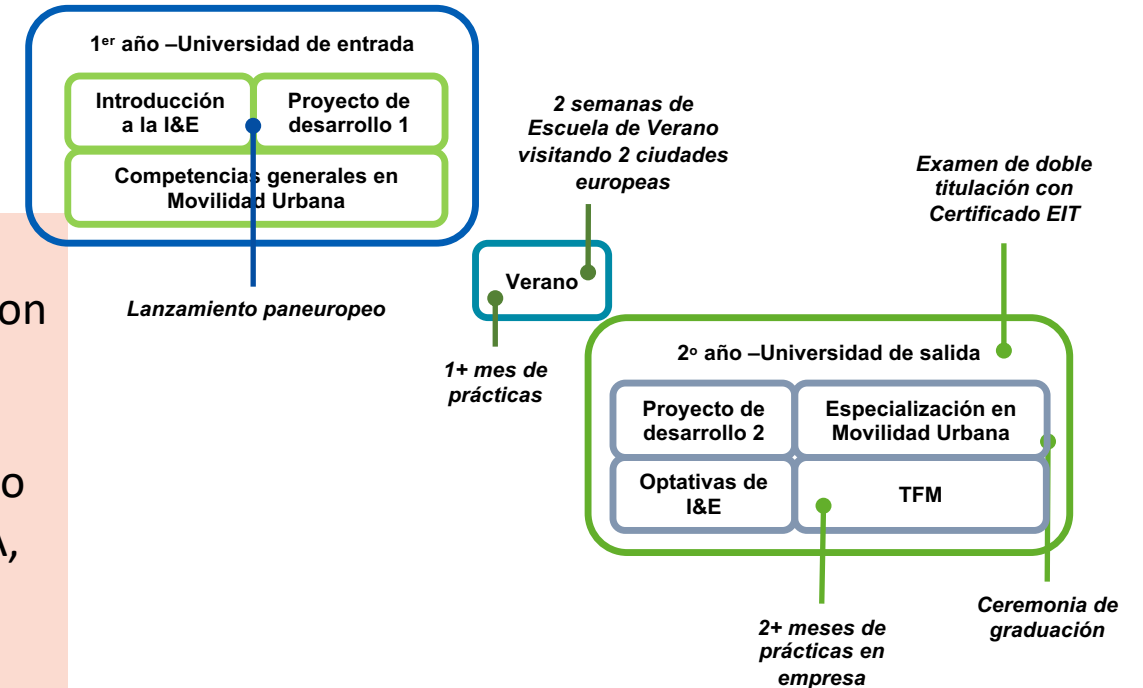 1er año –Universidad de entrada
Introducción
a la I&E
Proyecto de
desarrollo 1
Competencias generales en
Movilidad Urbana
Lanzamiento paneuropeo
2 semanas de
Escuela de Verano
visitando 2 ciudades
europeas
Verano
1+ mes de
prácticas
Examen de doble
titulación con
Certificado EIT
2o año –Universidad de salida
Proyecto de
desarrollo 2
Especialización en
Movilidad Urbana
Optativas de
I&E
TFM
2+ meses de
prácticas en
empresa
Ceremonia de
graduación
on
o
A,